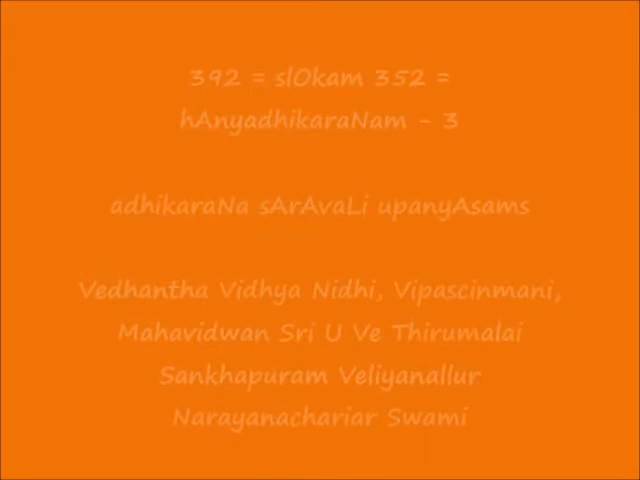 392 = slOkam 352 =
hAnyadhikaraNam - 3
adhikaraNa sArAvaLi upanyAsams
Vedhantha Vidhya Nidhi, Vipascinmani,
Mahavidwan Sri U Ve Thirumalai
Sankhapuram Veliyanallur
Narayanachariar Swami